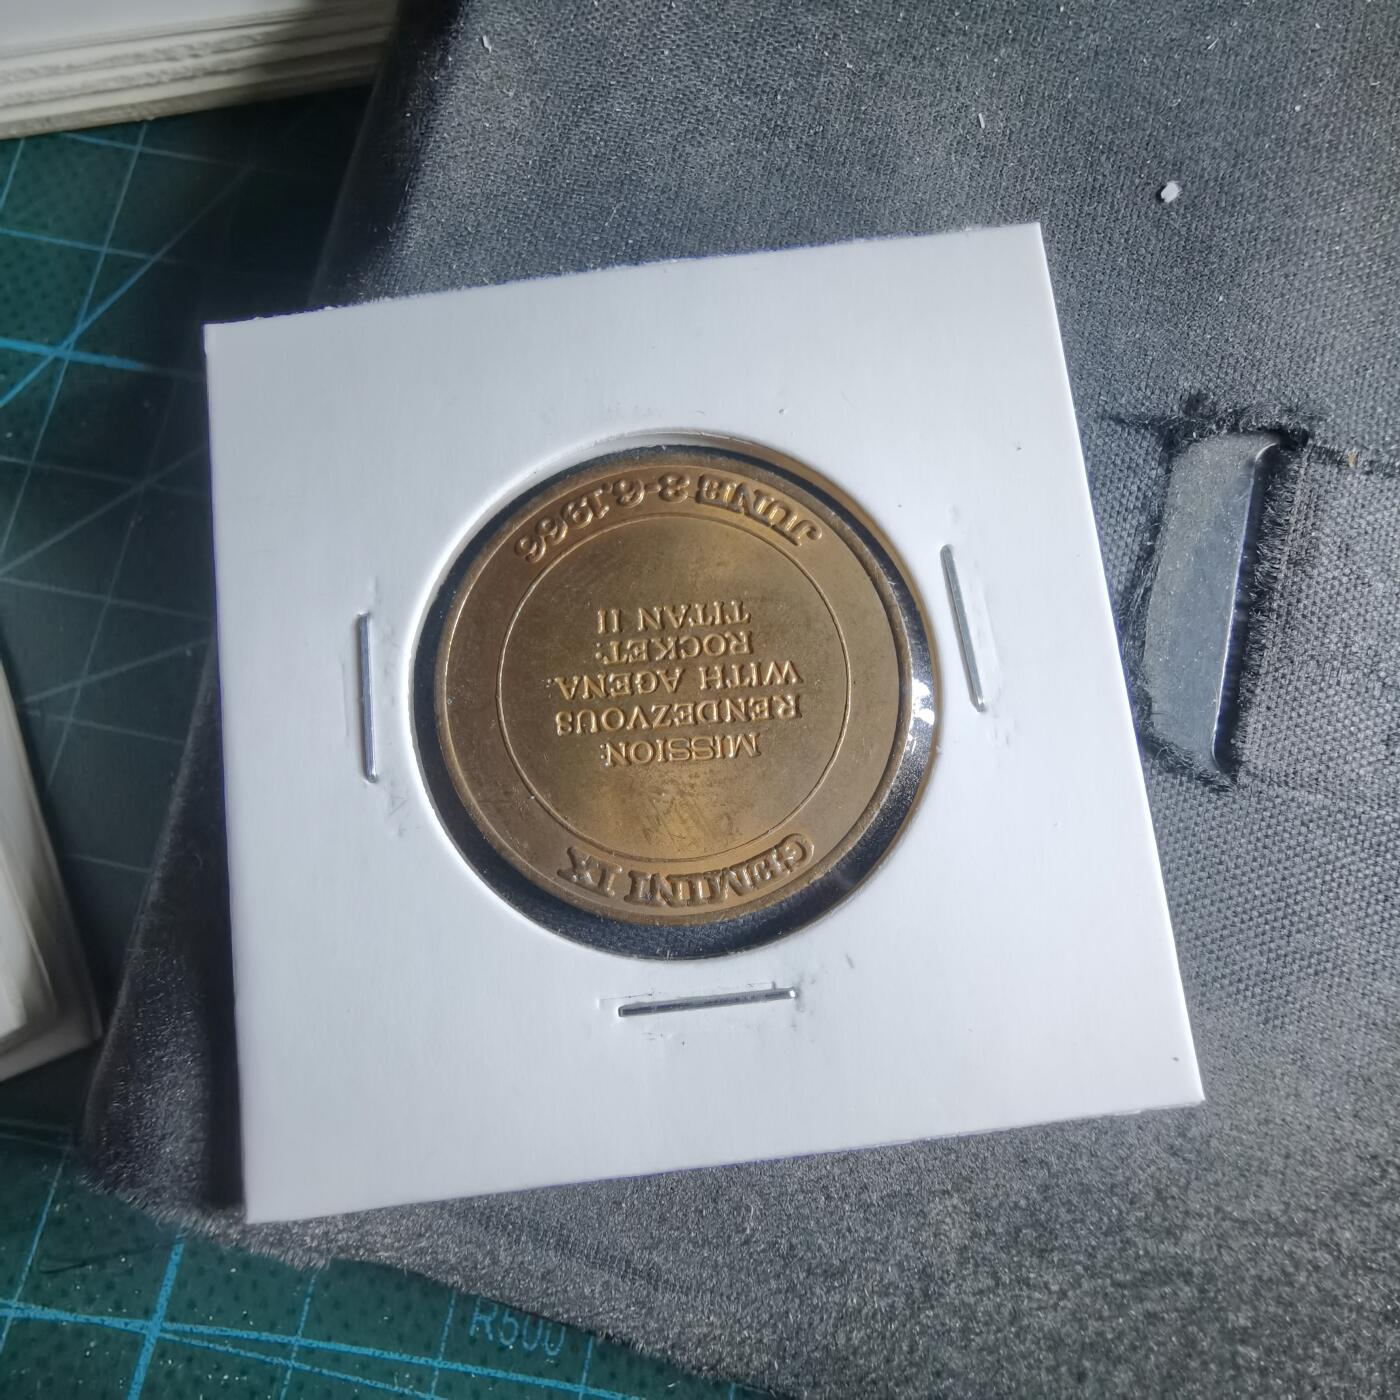 GEMINI IX
MISSION:
RENDEZVOUS
WITH AGENA
ROCKET:
TITAN II
JUNE 3-6,1966
R500